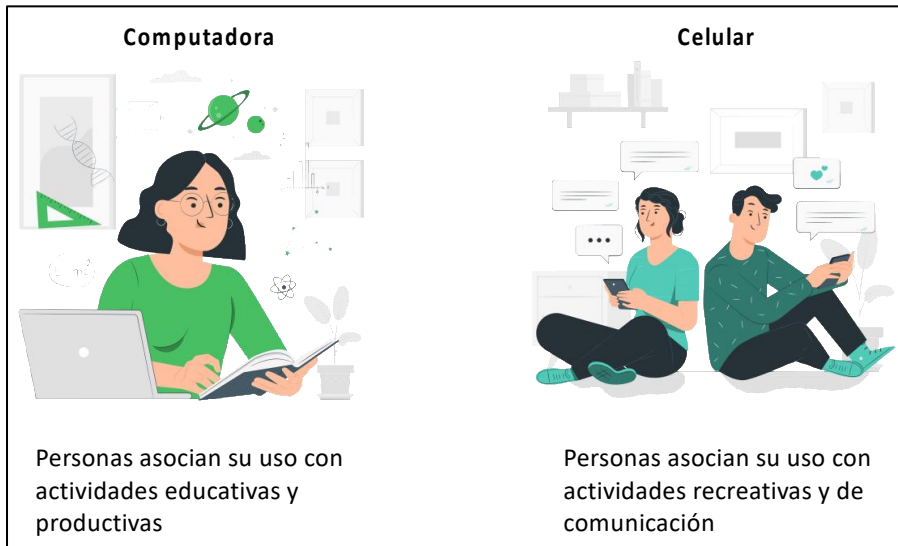 Computadora
Celular
Personas asocian su uso con
actividades educativas y
productivas
Personas asocian su uso con
actividades recreativas y de
comunicación